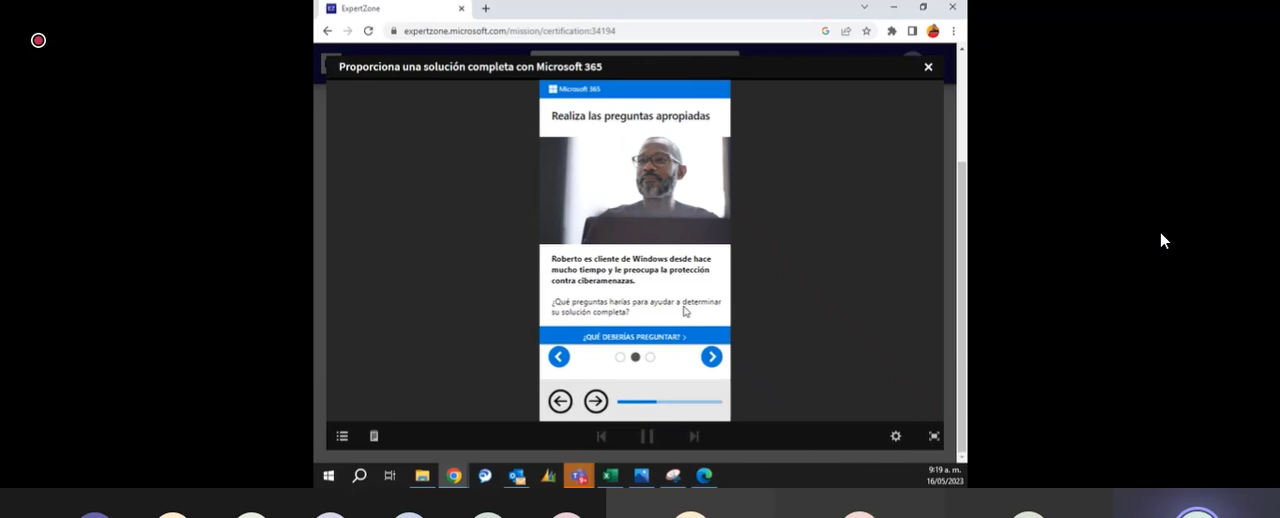 ExpertZone
expertzone.microsoft.com/mission/certification:34194
Proporciona una solución completa con Microsoft 365
Microsoft 365
Realiza las preguntas apropiadas
Roberto es cliente de Windows desde hace
mucho tiempo y le preocupa la protección
contra ciberamenazas.
¿Qué preguntas harías para ayudar a determinar
su solución completa?
¿QUÉ DEBERÍAS PREGUNTAR? >
9:19 a. m.
16/05/2023